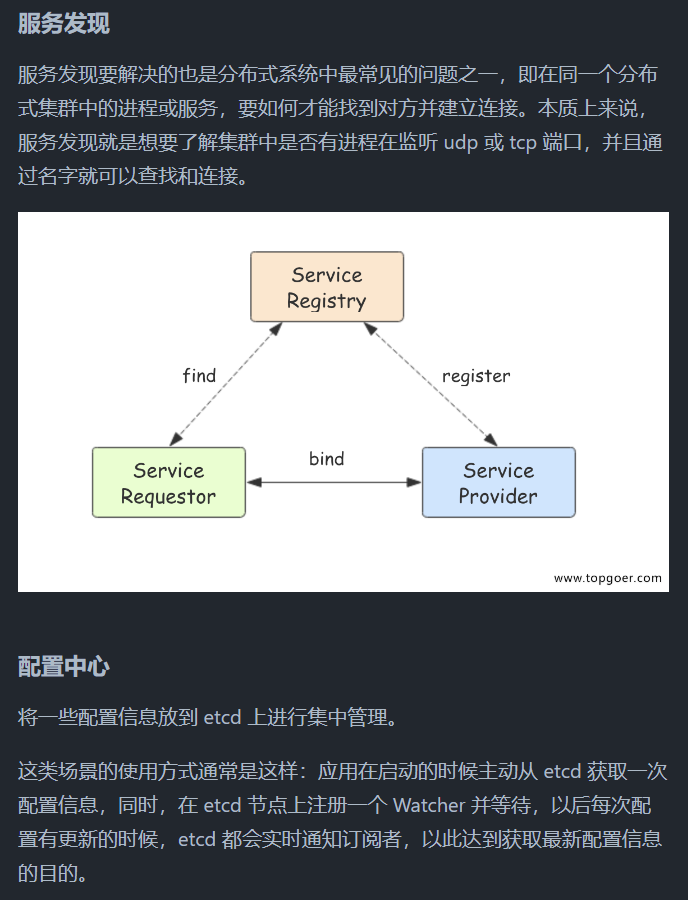 服务发现
服务发现要解决的也是分布式系统中最常见的问题之一，即在同一个分布
式集群中的进程或服务，要如何才能找到对方并建立连接。本质上来说，
服务发现就是想要了解集群中是否有进程在监听 udp 或 tcp 端口，并且通
过名字就可以查找和连接。
Service
Registry
find
register
Service
Requestor
bind
Service
Provider
www.topgoer.com
配置中心
将一些配置信息放到 etcd 上进行集中管理。
这类场景的使用方式通常是这样：应用在启动的时候主动从 etcd 获取一次
配置信息，同时，在 etcd 节点上注册一个 Watcher 并等待，以后每次配
置有更新的时候，etcd 都会实时通知订阅者，以此达到获取最新配置信息
的目的。